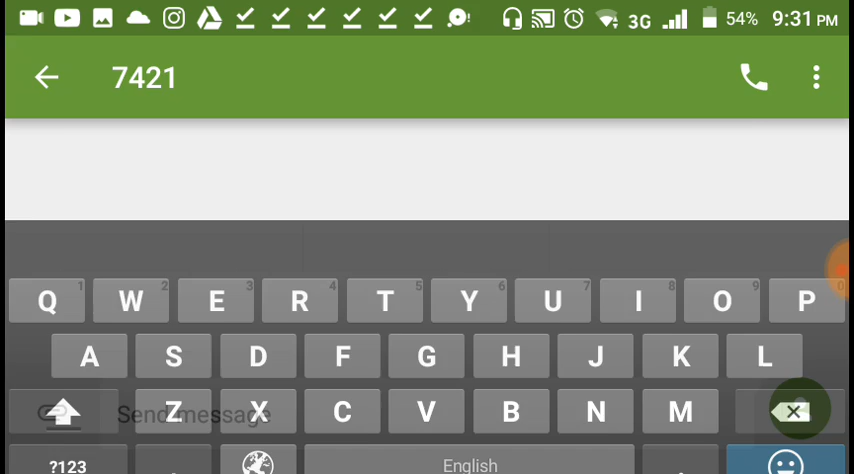 3G 54% 9:31 PM
7421
Q 1 W 2 E 3 R 4 T 5 Y 6 U 7 I 8 O 9 P 0
A S D F G H J K L
Z X C V B N M
Send message
?123 , English .